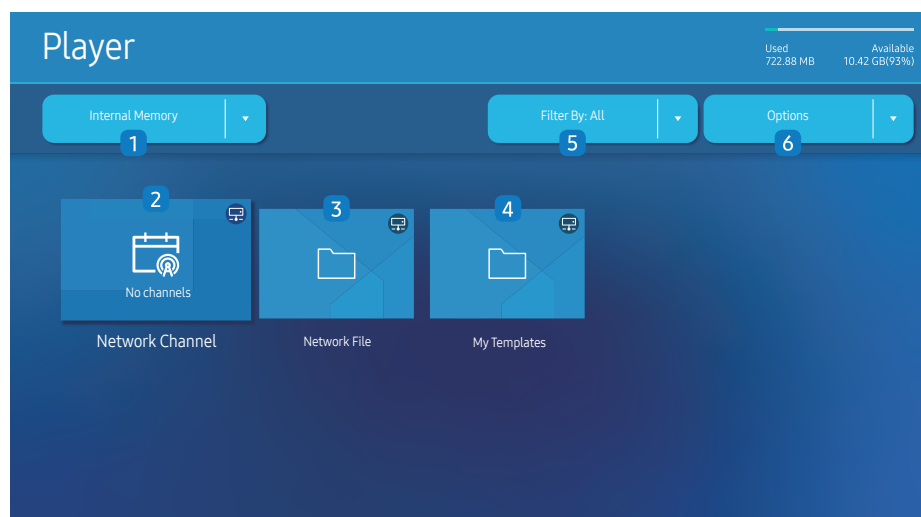 Player
Used Available
722.88 MB 10.42 GB(93%)
Internal Memory
1
Filter By: All
5
Options
6
2
3
4
No channels
Network Channel
Network File
My Templates